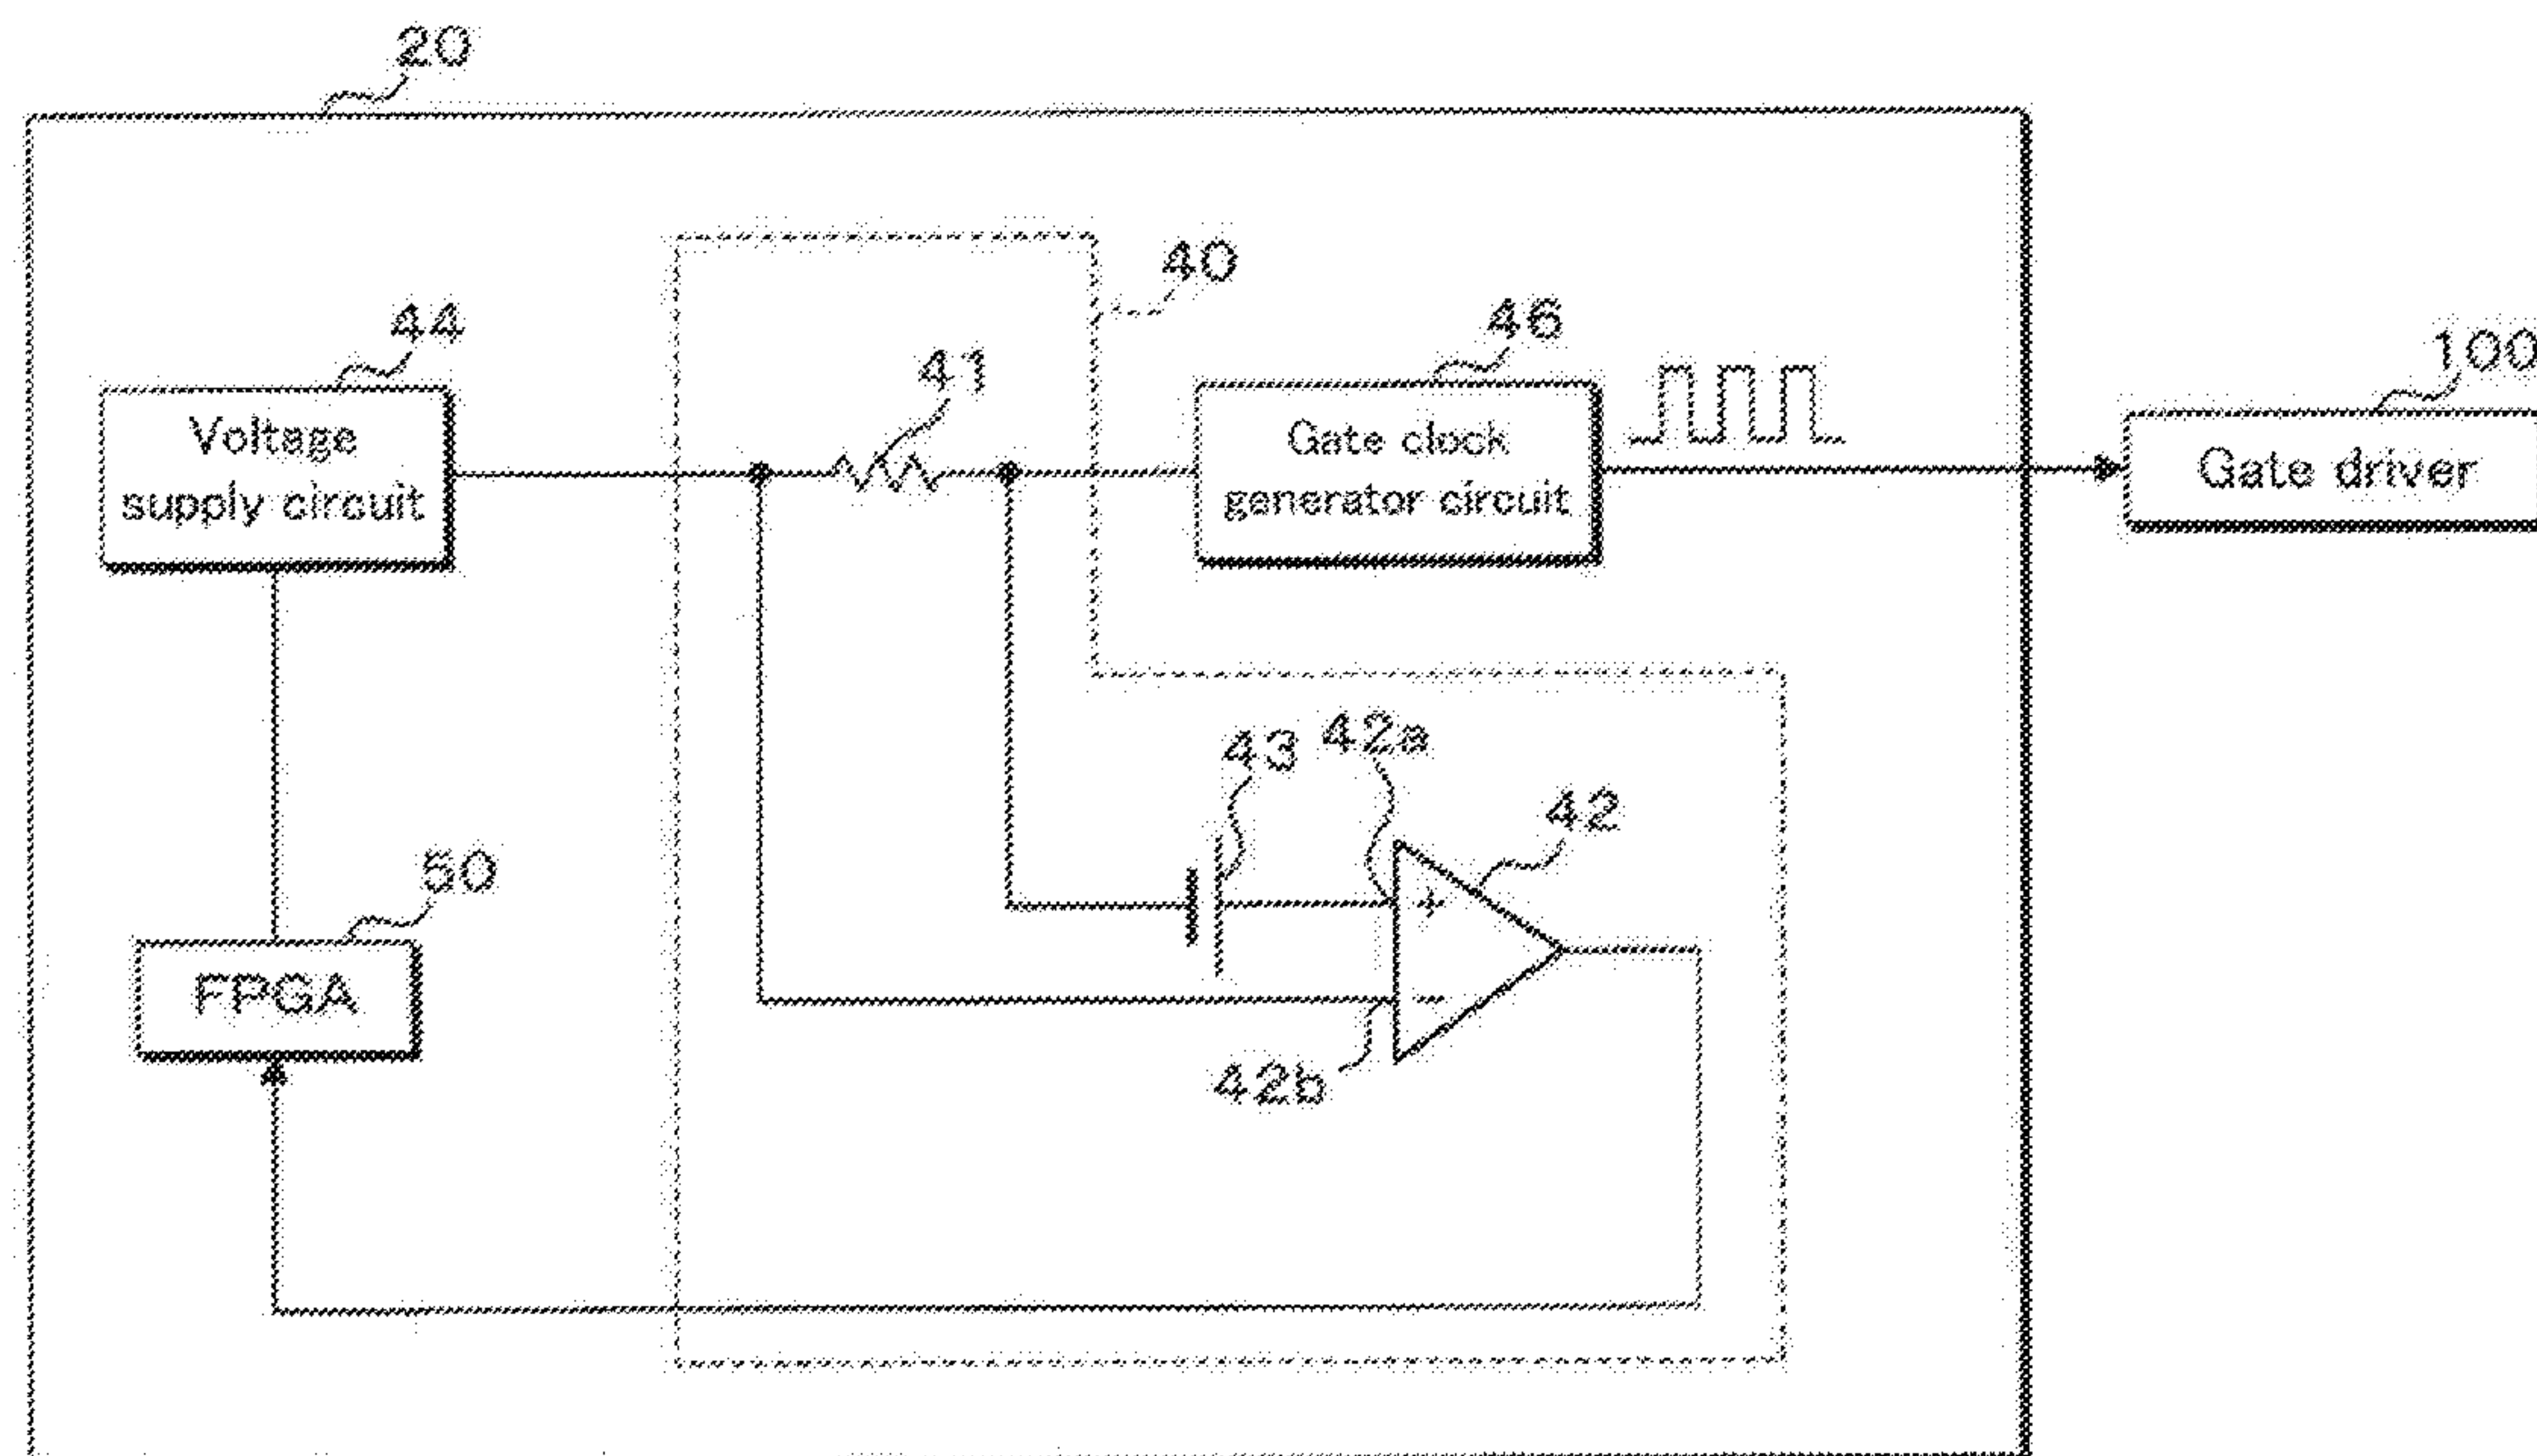 20
40
44
41
46
100
Voltage
supply circuit
Gate clock
generator circuit
Gate driver
43
42a
42
50
+
FPGA
-
42b